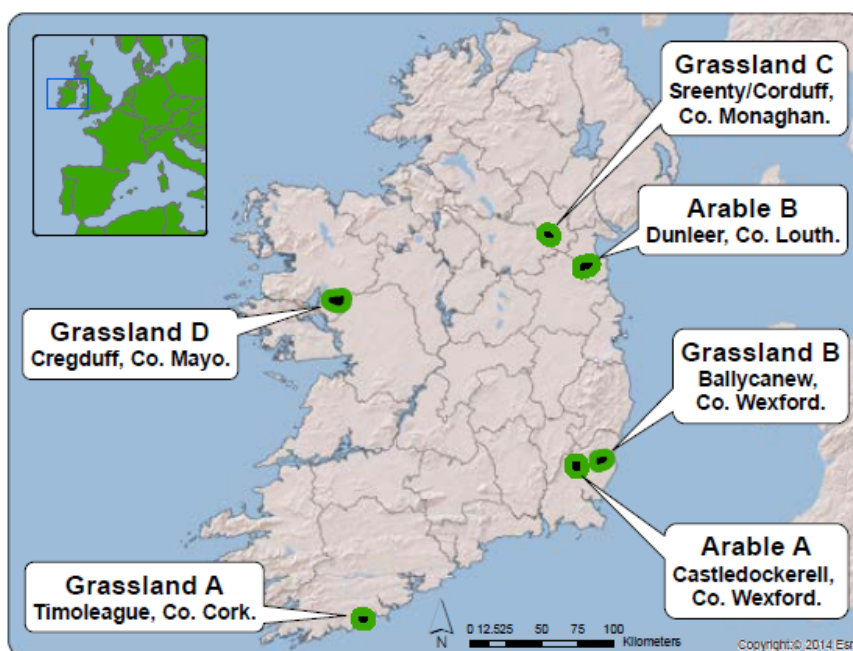 Grassland C
Sreenty/Corduff,
Co. Monaghan.
Arable B
Dunleer, Co. Louth.
Grassland D
Cregduff, Co. Mayo.
Grassland B
Ballycanew,
Co. Wexford.
Arable A
Castledockerell,
Co. Wexford.
Grassland A
Timoleague, Co. Cork.
N
0 12.525 50 75 100
Kilometers
Copyright:© 2014 Esr